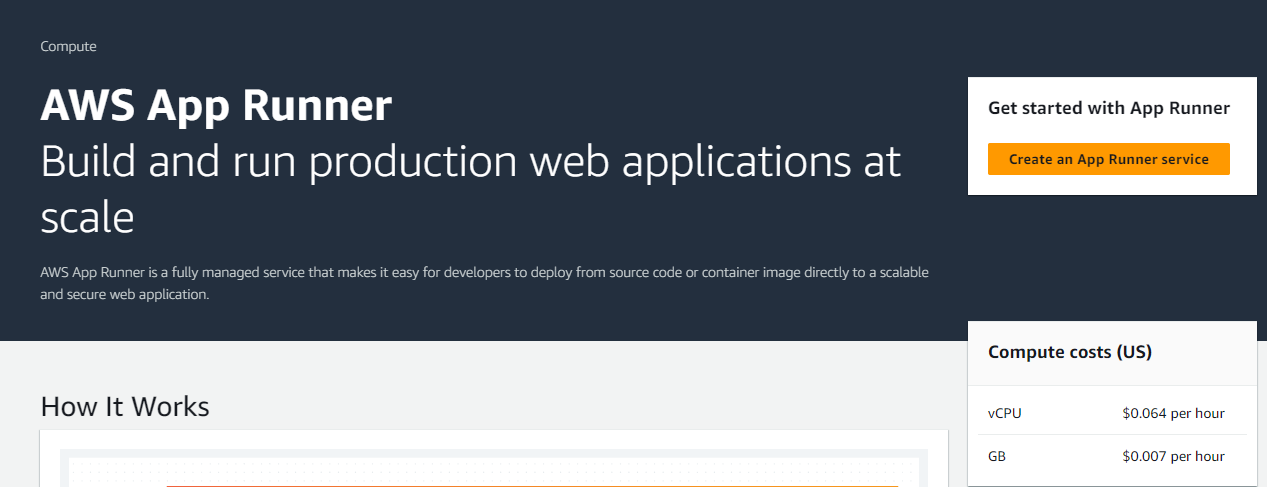 Compute
AWS App Runner
Build and run production web applications at
scale
AWS App Runner is a fully managed service that makes it easy for developers to deploy from source code or container image directly to a scalable
and secure web application.
Get started with App Runner
Create an App Runner service
How It Works
Compute costs (US)
vCPU $0.064 per hour
GB $0.007 per hour